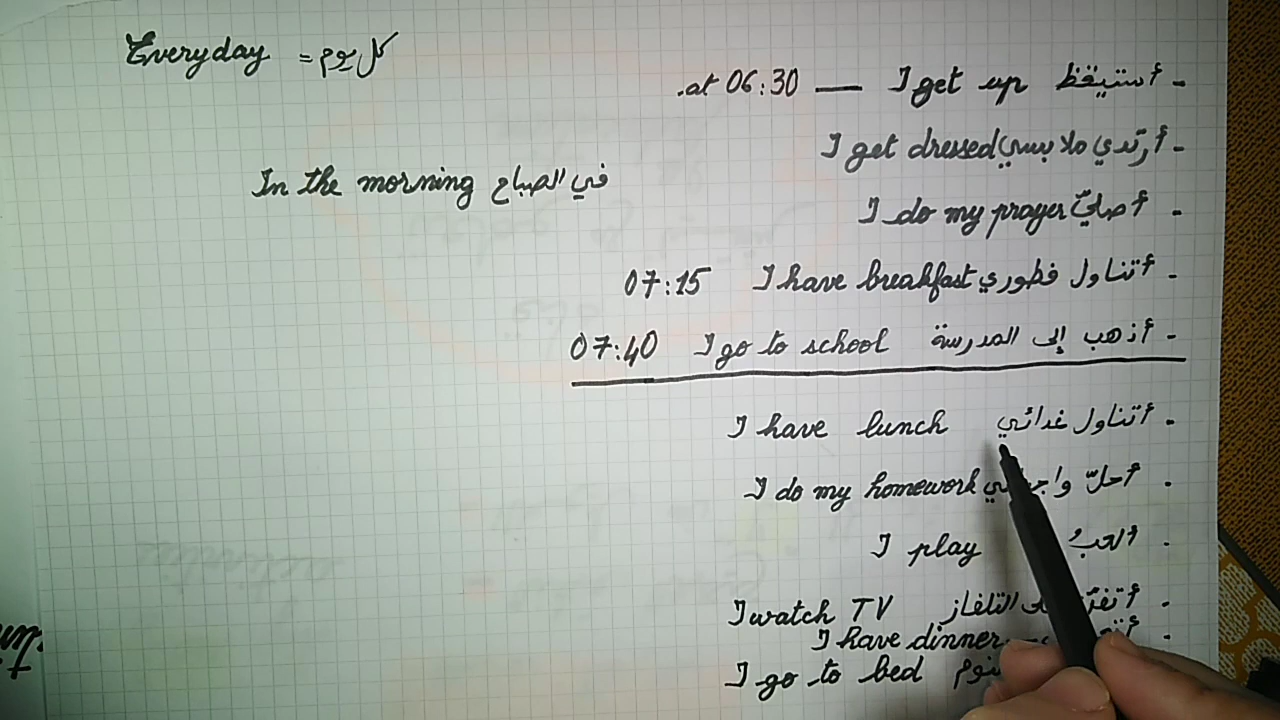 Everyday = كل يوم
- أستيقظ I get up — at 06:30.
- أرتدي ملابسي I get dressed
In the morning في الصباح
- أصليّ I do my prayer
- أتناول فطوري I have breakfast 07:15
- أذهب إلى المدرسة I go to school 07:40
- أتناول غدائي I have lunch
- أحلّ I do my homework
- ألعبُ I play
- التلفاز I watch TV
- I have dinner
I go to bed